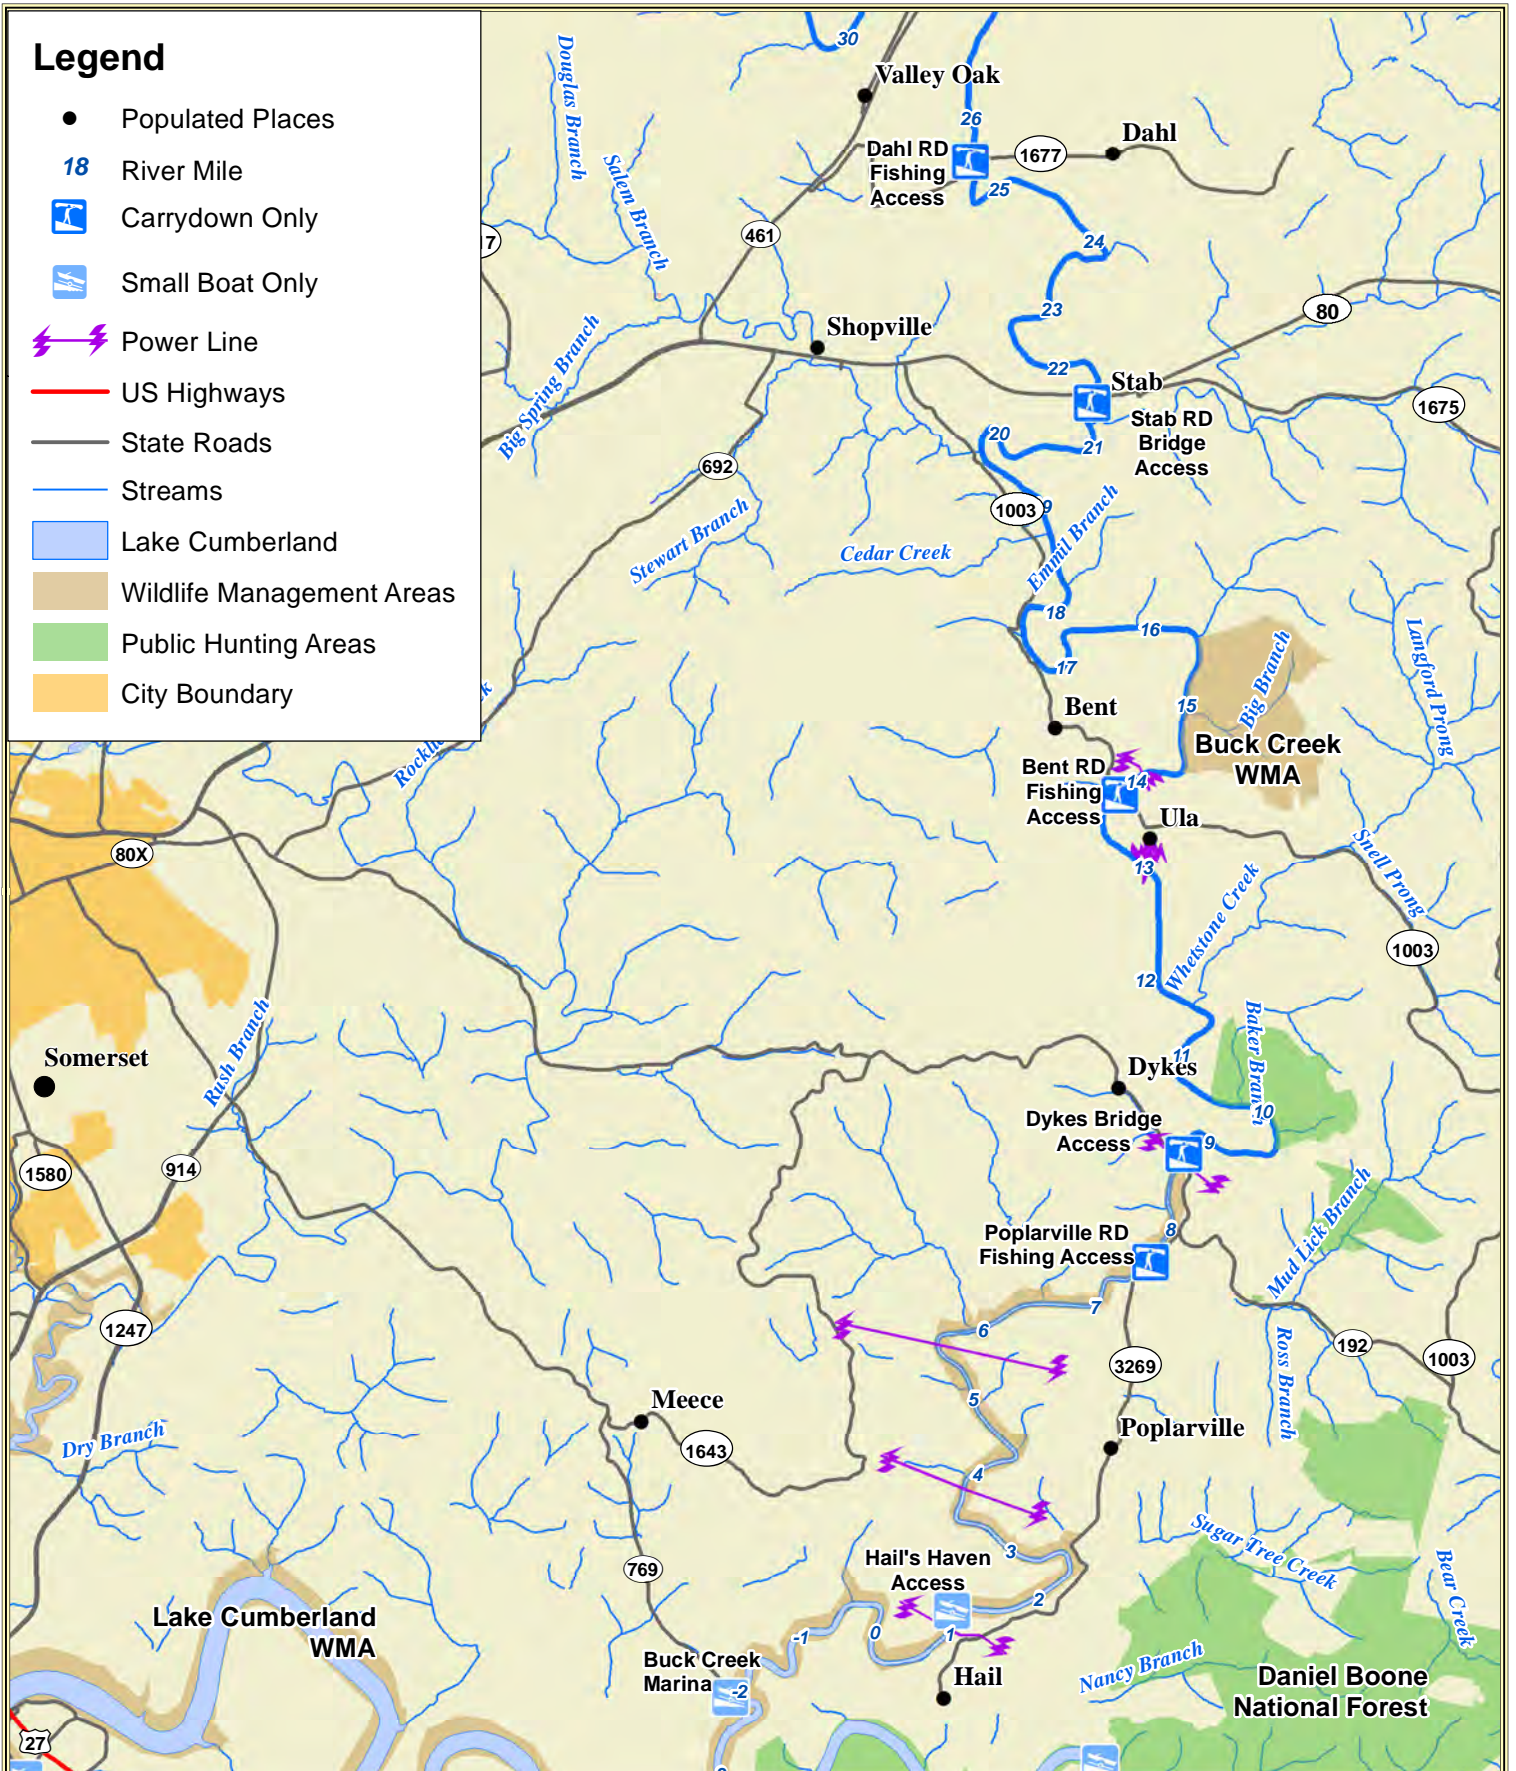 Legend
Populated Places
18
River Mile
Carrydown Only
Small Boat Only
Power Line
US Highways
State Roads
Streams
Lake Cumberland
Wildlife Management Areas
Public Hunting Areas
City Boundary
30
Valley Oak
Douglas Branch
Salem Branch
26
Dahl
Dahl RD
Fishing
Access
1677
25
461
24
23
80
Shopville
Big Spring Branch
22
Stab
1675
Stab RD
Bridge
Access
20
21
692
1003
9
Stewart Branch
Cedar Creek
Emmil Branch
18
16
17
Langford Prong
Big Branch
15
Bent
Buck Creek
WMA
Bent RD
Fishing
Access
14
Ula
80X
13
Snell Prong
Whetstone Creek
1003
12
Baker Branch
Somerset
Rush Branch
11
Dykes
10
Dykes Bridge
Access
9
1580
914
Mud Lick Branch
8
Poplarville RD
Fishing Access
7
6
1247
Ross Branch
192
1003
3269
5
Meece
Poplarville
Dry Branch
1643
4
Sugar Tree Creek
Bear Creek
3
Hail's Haven
Access
769
2
Lake Cumberland
WMA
-1
0
1
Buck Creek
Marina
-2
Hail
Nancy Branch
Daniel Boone
National Forest
27